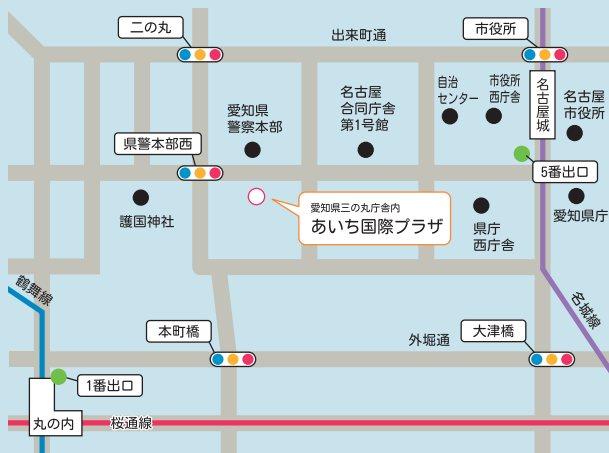 二の丸
出来町通
市役所
自治
センター
市役所
西庁舎
名古屋城
名古屋
市役所
名古屋
合同庁舎
第1号館
愛知県
警察本部
県警本部西
5番出口
護国神社
愛知県三の丸庁舎内
あいち国際プラザ
県庁
西庁舎
愛知県庁
鶴舞線
名城線
本町橋
外堀通
大津橋
1番出口
丸の内
桜通線